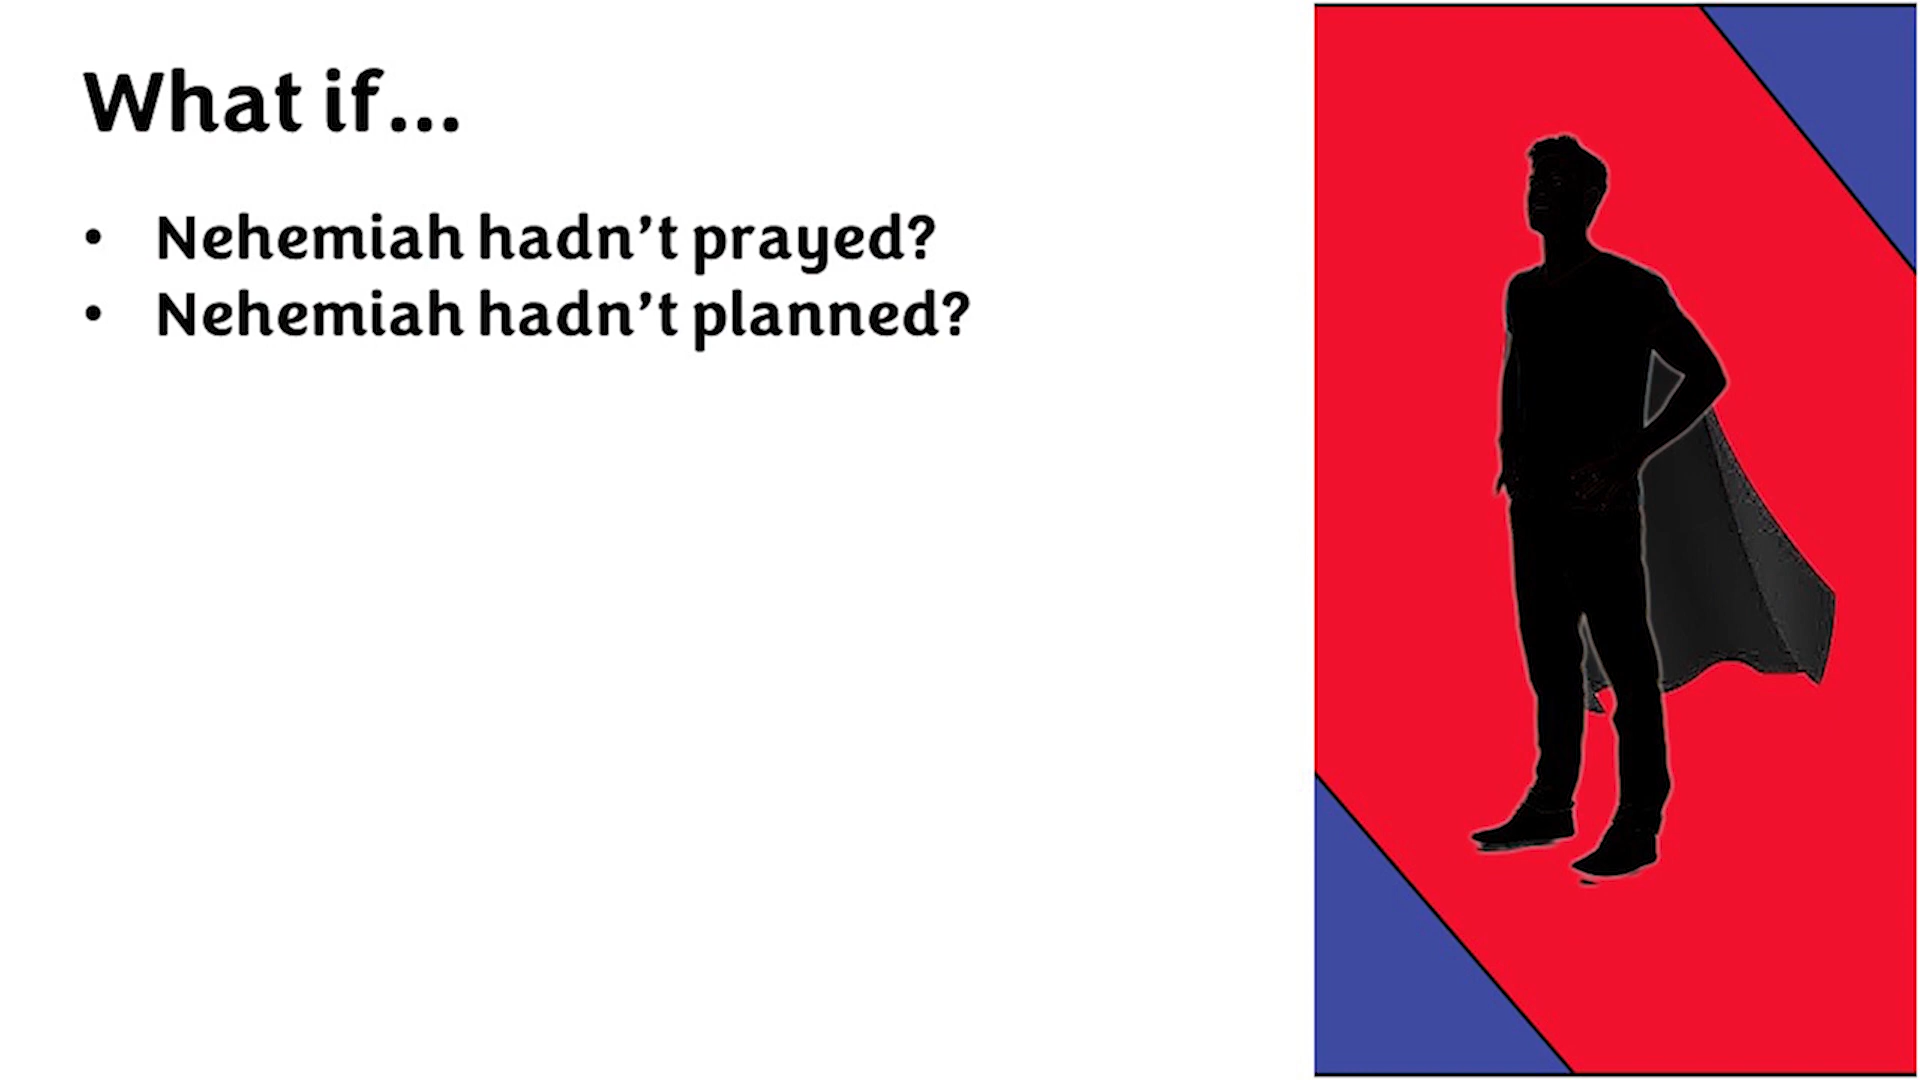 What if...
• Nehemiah hadn’t prayed?
• Nehemiah hadn’t planned?